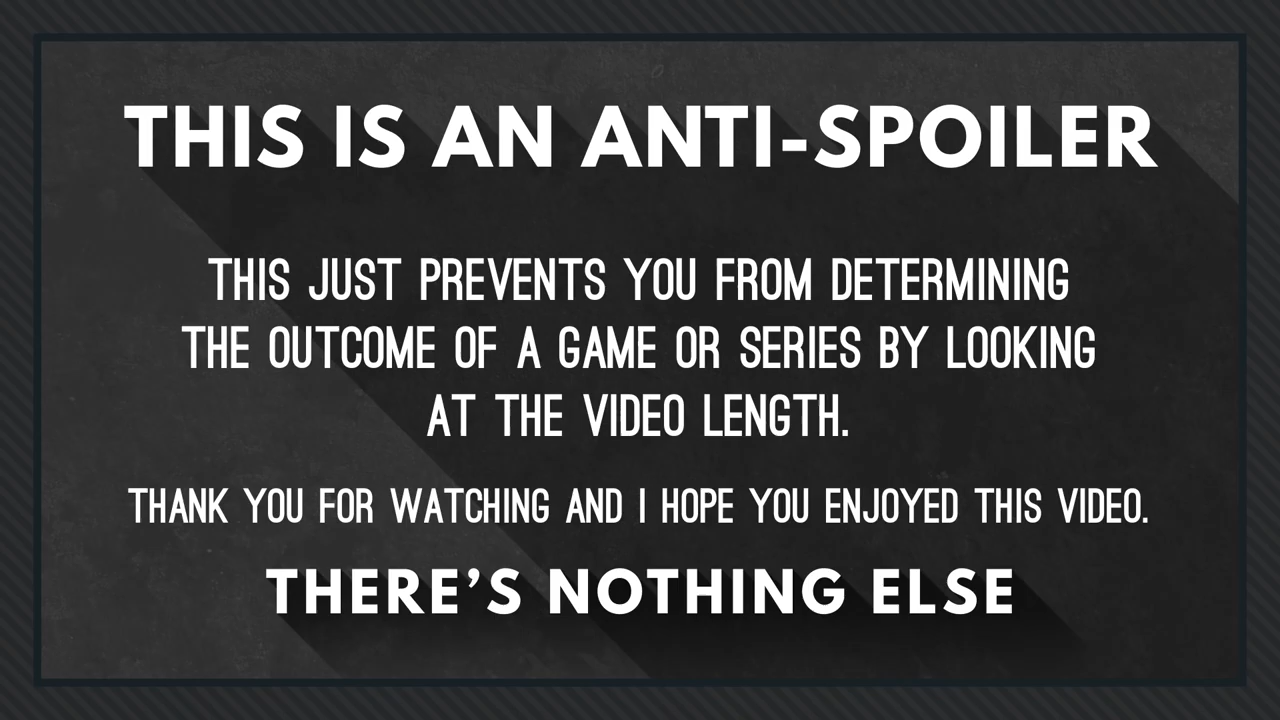 THIS IS AN ANTI-SPOILER
THIS JUST PREVENTS YOU FROM DETERMINING
THE OUTCOME OF A GAME OR SERIES BY LOOKING
AT THE VIDEO LENGTH.
THANK YOU FOR WATCHING AND I HOPE YOU ENJOYED THIS VIDEO.
THERE’S NOTHING ELSE